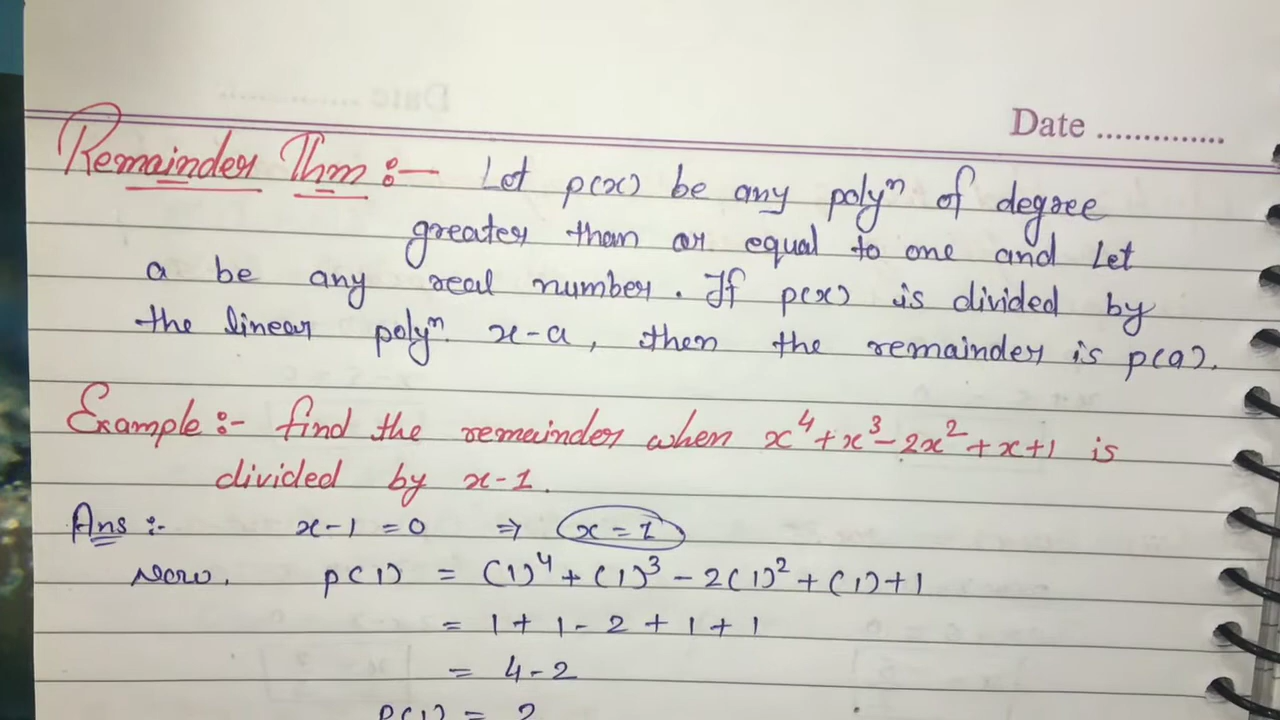 Date ..............
Remainder Thm :- Let p(x) be any polyⁿ of degree
greater than or equal to one and Let
a be any real number. If p(x) is divided by
the linear polyⁿ. x-a, then the remainder is p(a).
Example :- find the remainder when x⁴+x³-2x²+x+1 is
divided by x-1.
Ans :- x-1=0 ⇒ x=1
Now, p(1) = (1)⁴+(1)³-2(1)²+(1)+1
= 1+1-2+1+1
= 4-2
p(1) = 2